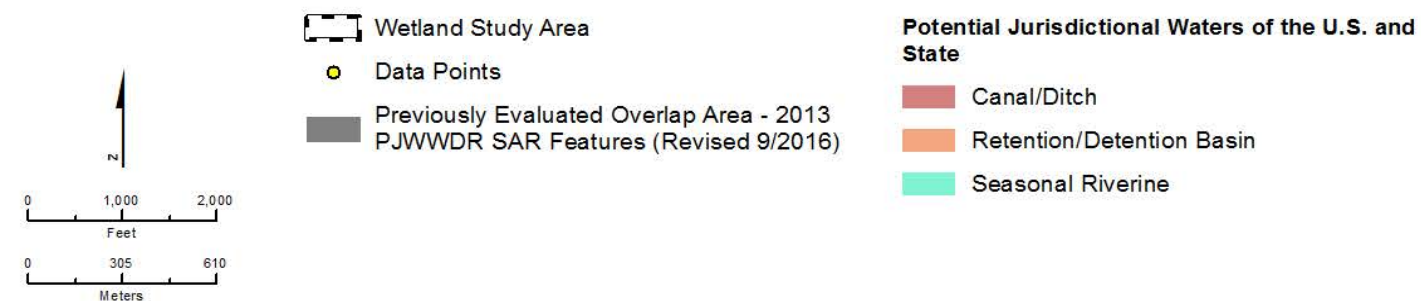 Wetland Study Area
Data Points
Previously Evaluated Overlap Area - 2013
PJWWDR SAR Features (Revised 9/2016)
Potential Jurisdictional Waters of the U.S. and
State
Canal/Ditch
Retention/Detention Basin
Seasonal Riverine
N
0 1,000 2,000
Feet
0 305 610
Meters